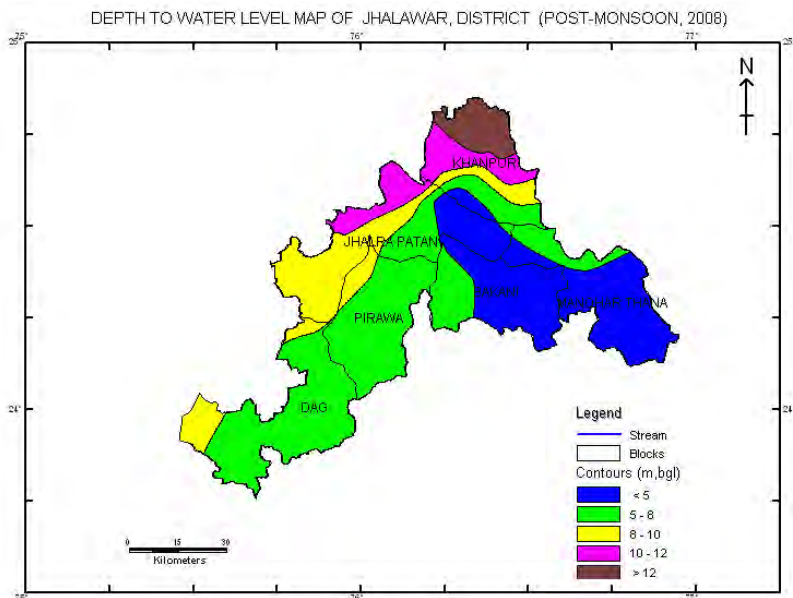 DEPTH TO WATER LEVEL MAP OF JHALAWAR, DISTRICT (POST-MONSOON, 2008)
76°
77°
N
KHANPUR
JHALRA PATAN
BAKANI
MANOHAR THANA
PIRAWA
DAG
24°
24
Legend
Stream
Blocks
Contours (m,bgl)
< 5
5 - 8
8 - 10
10 - 12
> 12
0 15 30
Kilometers